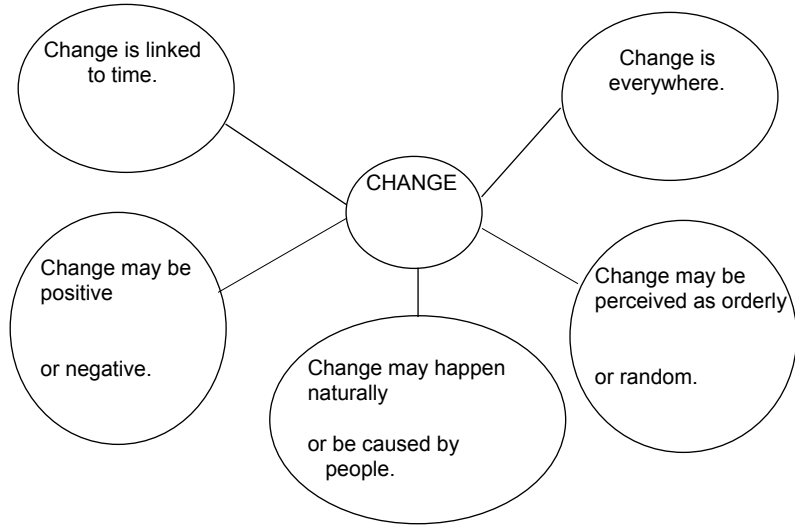 Change is linked
to time.
Change is
everywhere.
CHANGE
Change may be
positive
or negative.
Change may happen
naturally
or be caused by
people.
Change may be
perceived as orderly
or random.